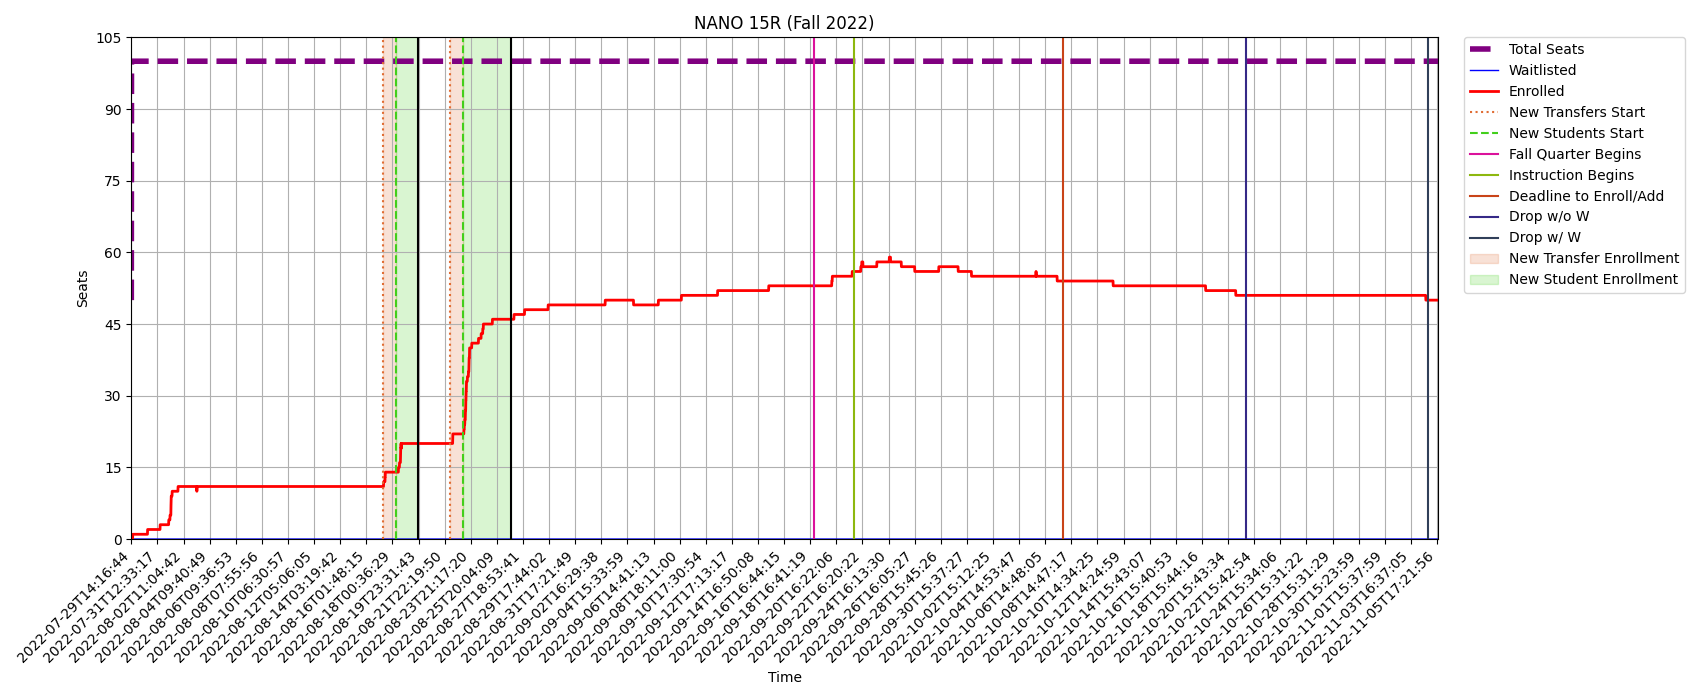 NANO 15R (Fall 2022)
105
90
75
60
45
30
15
0
Seats
2022-07-29T14:16:44
2022-07-31T12:33:17
2022-08-02T11:04:42
2022-08-04T09:40:49
2022-08-06T09:36:53
2022-08-08T07:55:56
2022-08-10T06:30:57
2022-08-12T05:06:05
2022-08-14T03:19:42
2022-08-16T01:48:15
2022-08-18T00:36:29
2022-08-19T23:31:43
2022-08-21T22:19:50
2022-08-23T21:17:20
2022-08-25T20:04:09
2022-08-27T18:53:41
2022-08-29T17:44:02
2022-08-31T17:21:49
2022-09-02T16:29:38
2022-09-04T15:33:59
2022-09-06T14:41:13
2022-09-08T18:11:00
2022-09-10T17:30:54
2022-09-12T17:13:17
2022-09-14T16:50:08
2022-09-16T16:44:15
2022-09-18T16:41:19
2022-09-20T16:22:06
2022-09-22T16:20:22
2022-09-24T16:13:30
2022-09-26T16:05:27
2022-09-28T15:45:26
2022-09-30T15:37:27
2022-10-02T15:12:25
2022-10-04T14:53:47
2022-10-06T14:48:05
2022-10-08T14:47:17
2022-10-10T14:34:25
2022-10-12T14:24:59
2022-10-14T15:43:07
2022-10-16T15:40:53
2022-10-18T15:44:16
2022-10-20T15:43:34
2022-10-22T15:42:54
2022-10-24T15:34:06
2022-10-26T15:31:22
2022-10-28T15:31:29
2022-10-30T15:23:59
2022-11-01T15:37:59
2022-11-03T16:37:05
2022-11-05T17:21:56
Time
Total Seats
Waitlisted
Enrolled
New Transfers Start
New Students Start
Fall Quarter Begins
Instruction Begins
Deadline to Enroll/Add
Drop w/o W
Drop w/ W
New Transfer Enrollment
New Student Enrollment